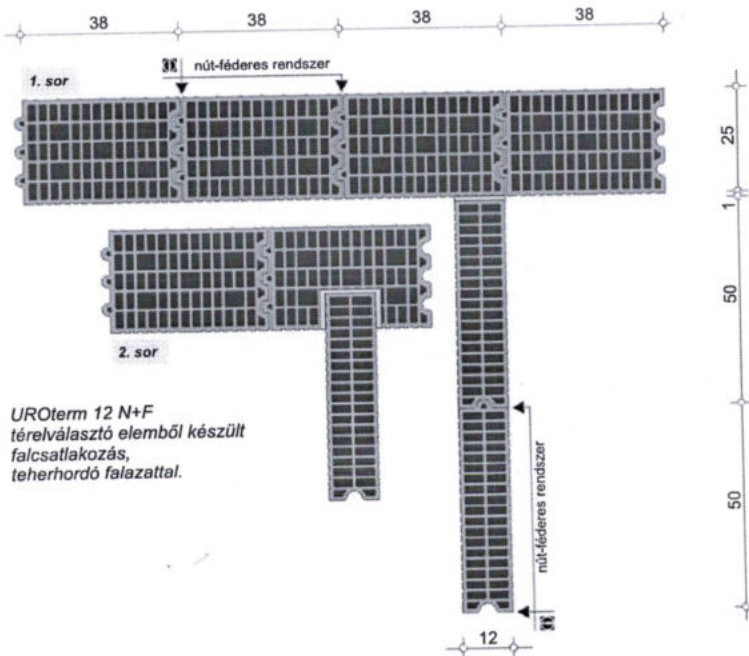 38
38
38
38
nút-féderes rendszer
1. sor
25
1
50
2. sor
UROterm 12 N+F
térelválasztó elemből készült
falcsatlakozás,
teherhordó falazattal.
nút-féderes rendszer
50
12